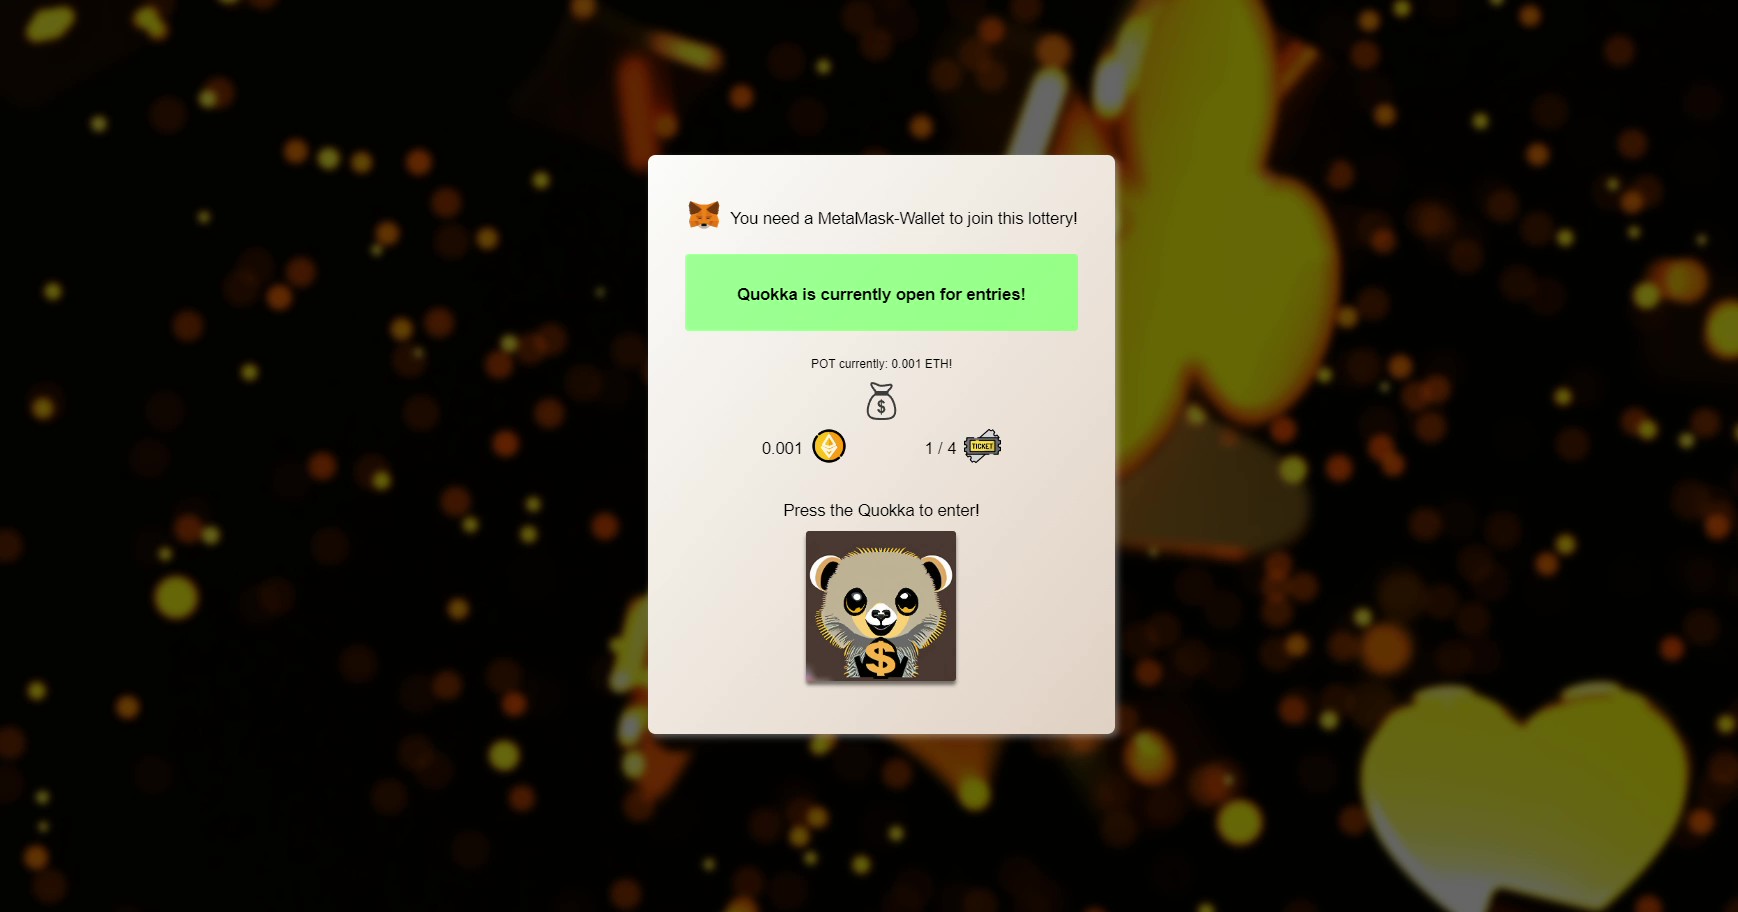 You need a MetaMask-Wallet to join this lottery!
Quokka is currently open for entries!
POT currently: 0.001 ETH!
$
0.001
1 / 4
TICKET
Press the Quokka to enter!
$